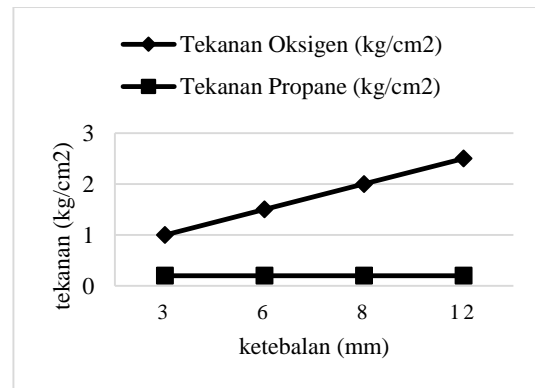 Tekanan Oksigen (kg/cm2)
Tekanan Propane (kg/cm2)
tekanan (kg/cm2)
3
2
1
0
3 6 8 12
ketebalan (mm)